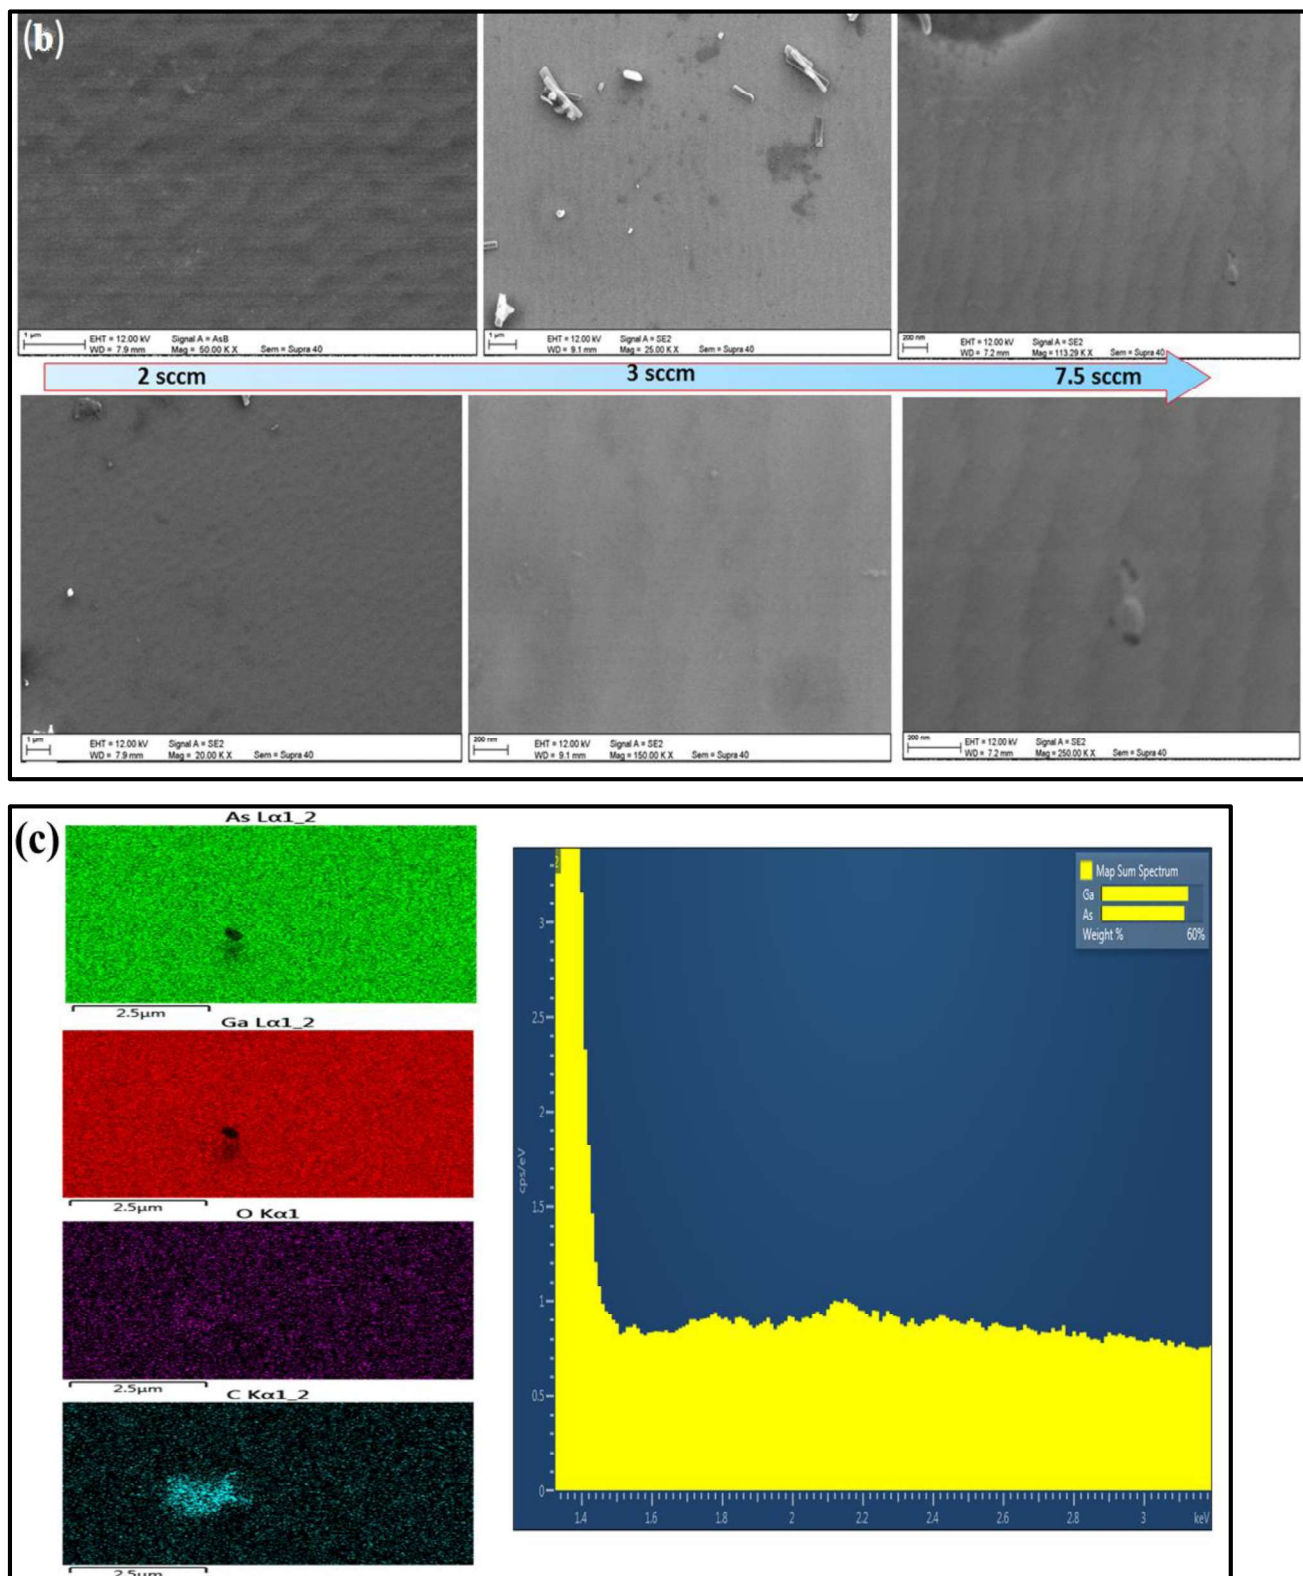 (b)
1 µm
EHT = 12.00 kV Signal A = AsB
WD = 7.9 mm Mag = 50.00 K X Sem = Supra 40
1 µm
EHT = 12.00 kV Signal A = SE2
WD = 9.1 mm Mag = 25.00 K X Sem = Supra 40
200 nm
EHT = 12.00 kV Signal A = SE2
WD = 7.2 mm Mag = 113.29 K X Sem = Supra 40
2 sccm 3 sccm 7.5 sccm
1 µm
EHT = 12.00 kV Signal A = SE2
WD = 7.9 mm Mag = 20.00 K X Sem = Supra 40
200 nm
EHT = 12.00 kV Signal A = SE2
WD = 9.1 mm Mag = 150.00 K X Sem = Supra 40
200 nm
EHT = 12.00 kV Signal A = SE2
WD = 7.2 mm Mag = 250.00 K X Sem = Supra 40
(c)
As Lα1_2
2.5µm
Ga Lα1_2
2.5µm
O Kα1
2.5µm
C Kα1_2
2.5µm
2
Map Sum Spectrum
Ga
As
Weight % 60%
3
2.5
2
1.5
1
0.5
0
cps/eV
1.4 1.6 1.8 2 2.2 2.4 2.6 2.8 3 keV